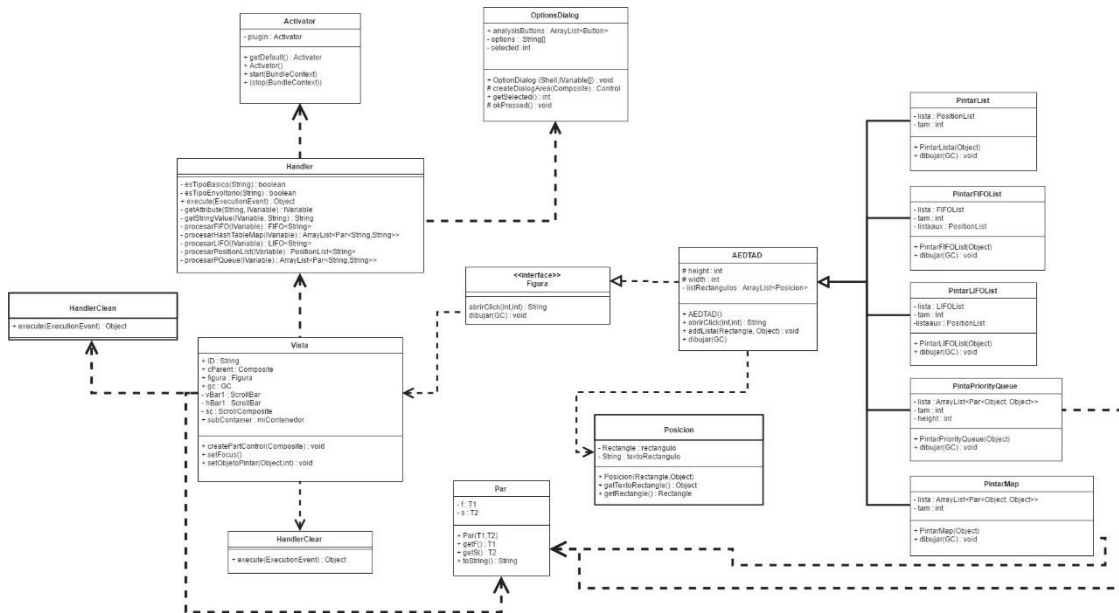 Activator
- plugin : Activator
+ getDefault() : Activator
+ Activator()
+ start(BundleContext)
+ (stop(BundleContext))
OptionsDialog
+ analysisButtons : ArrayList<Button>
- options : String[]
- selected: int
+ OptionDialog (Shell,IVariable[]) : void
# createDialogArea(Composite) : Control
+ getSelected() : int
# okPressed() : void
Handler
- esTipoBasico(String) : boolean
- esTipoEnvoltorio(String) : boolean
+ execute(ExecutionEvent) : Object
- getAttribute(String, IVariable) : IVariable
- getStringValue(IVariable, String) : String
- procesarFIFO(IVariable) : FIFO<String>
- procesarHashTableMap(IVariable) : ArrayList<Par<String,String>>
- procesarLIFO(IVariable) : LIFO<String>
- procesarPositionList(IVariable) : PositionList<String>
- procesarPQueue(IVariable) : ArrayList<Par<String,String>>
HandlerClean
+ execute(ExecutionEvent) : Object
Vista
+ ID : String
+ cParent : Composite
+ figura : Figura
+ gc : GC
- vBar1 : ScrollBar
- hBar1 : ScrollBar
- sc : ScrollComposite
+ subContainer : miContenedor
+ createPartControl(Composite) : void
+ setFocus()
+ setObjetoPintar(Object,int) : void
HandlerClear
+ execute(ExecutionEvent) : Object
<<interface>>
Figura
abrirClick(int,int) : String
dibujar(GC) : void
AEDTAD
# height : int
# width : int
- listRectangulos : ArrayList<Posicion>
+ AEDTAD()
+ abrirClick(int,int) : String
+ addLista(Rectangle, Object) : void
+ dibujar(GC)
Posicion
- Rectangle : rectangulo
- String : textoRectangulo
+ Posicion(Rectangle,Object)
+ getTextoRectangle() : Object
+ getRectangle() : Rectangle
Par
- f : T1
- s : T2
+ Par(T1,T2)
+ getF() : T1
+ getS() : T2
+ toString() : String
PintarList
- lista : PositionList
- tam : int
+ PintarLista(Object)
+ dibujar(GC) : void
PintarFIFOList
- lista : FIFOList
- tam : int
- listaaux : PositionList
+ PintarFIFOList(Object)
+ dibujar(GC) : void
PintarLIFOList
- lista : LIFOList
- tam : int
-listaaux : PositionList
+ PintarLIFOList(Object)
+ dibujar(GC) : void
PintaPriorityQueue
- lista : ArrayList<Par<Object, Object>>
- tam : int
- height : int
+ PintarPriorityQueue(Object)
+ dibujar(GC) : void
PintarMap
- lista : ArrayList<Par<Object, Object>>
- tam : int
+ PintarMap(Object)
+ dibujar(GC) : void